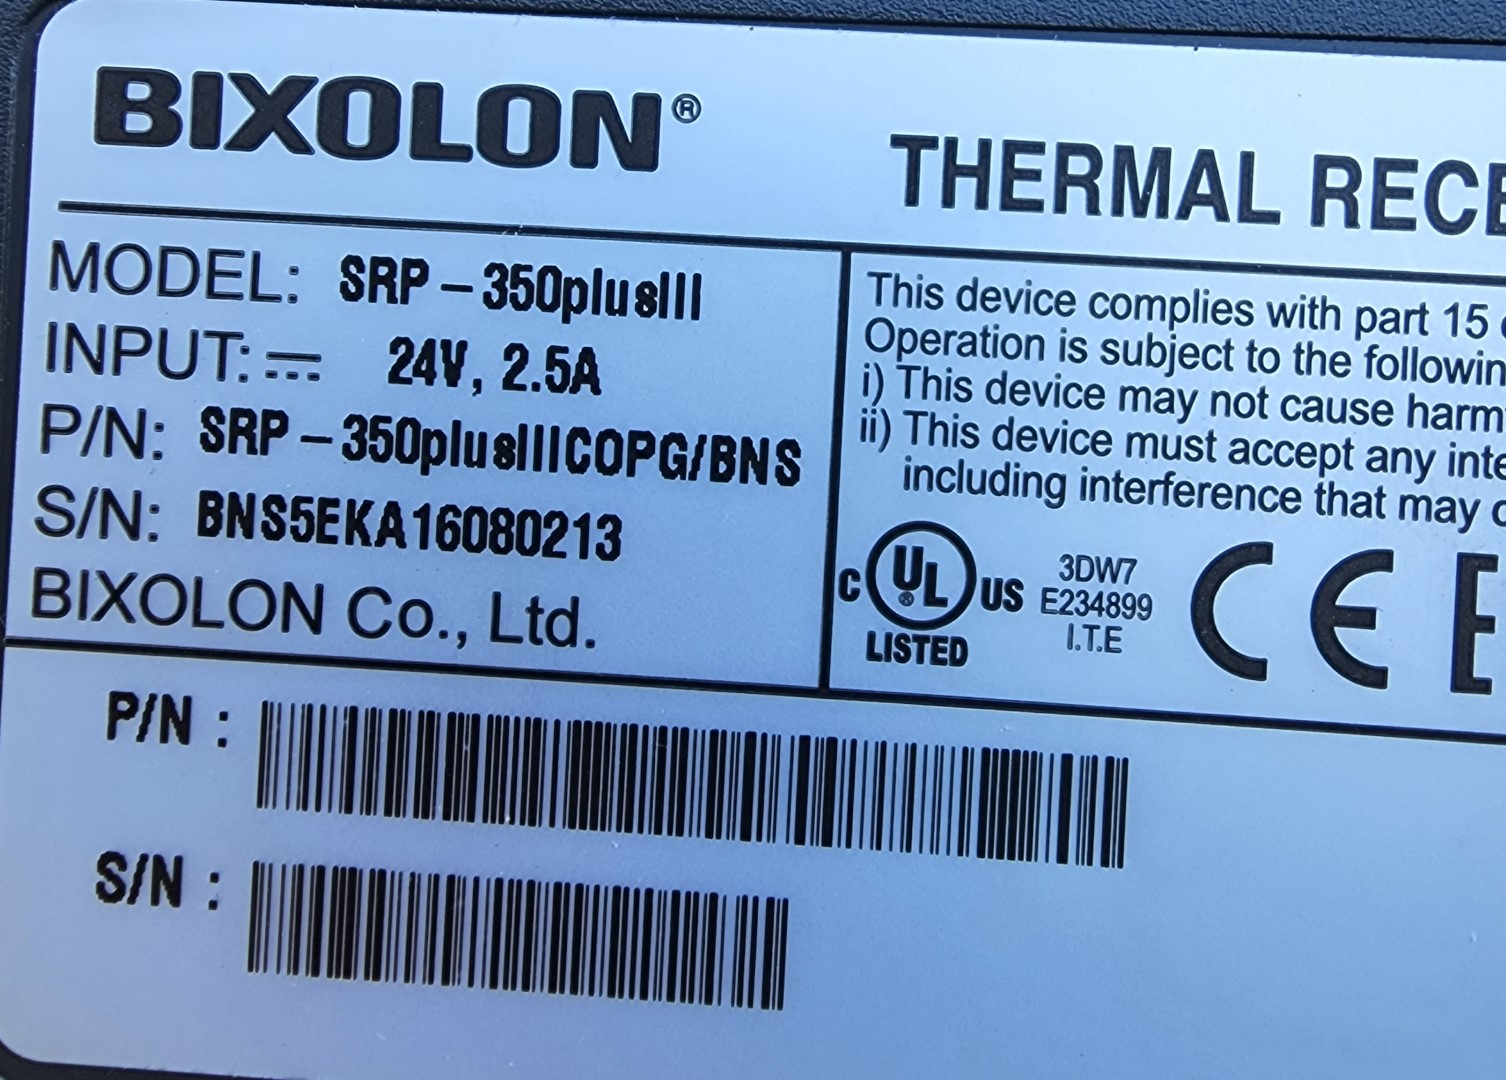 BIXOLON®
THERMAL RECE
MODEL: SRP-350plusIII
INPUT: ⎓ 24V, 2.5A
P/N: SRP-350plusIIICOPG/BNS
S/N: BNS5EKA16080213
BIXOLON Co., Ltd.
This device complies with part 15
Operation is subject to the followin
i) This device may not cause harm
ii) This device must accept any inte
including interference that may
C UL US
LISTED
3DW7
E234899
I.T.E
CE
P/N :
S/N :